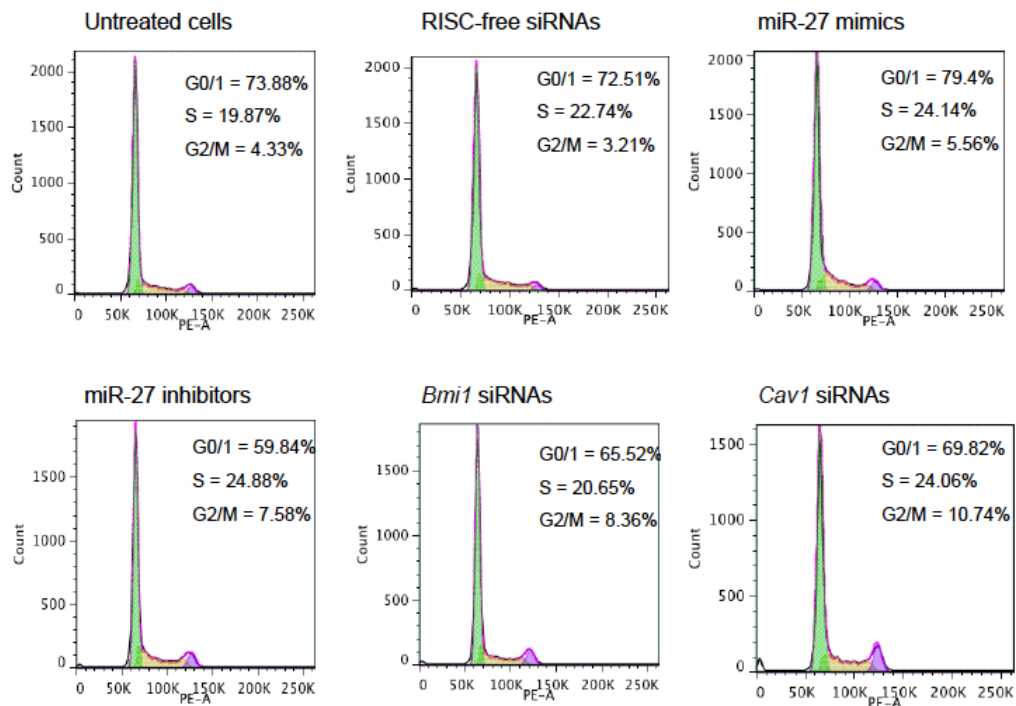 Untreated cells
G0/1 = 73.88%
S = 19.87%
G2/M = 4.33%
Count
2000
1500
1000
500
0
0 50K 100K 150K 200K 250K
PE-A
RISC-free siRNAs
G0/1 = 72.51%
S = 22.74%
G2/M = 3.21%
Count
2000
1500
1000
500
0
0 50K 100K 150K 200K 250K
PE-A
miR-27 mimics
G0/1 = 79.4%
S = 24.14%
G2/M = 5.56%
Count
2000
1500
1000
500
0
0 50K 100K 150K 200K 250K
PE-A
miR-27 inhibitors
G0/1 = 59.84%
S = 24.88%
G2/M = 7.58%
Count
1500
1000
500
0
0 50K 100K 150K 200K 250K
PE-A
Bmi1 siRNAs
G0/1 = 65.52%
S = 20.65%
G2/M = 8.36%
Count
1500
1000
500
0
0 50K 100K 150K 200K 250K
PE-A
Cav1 siRNAs
G0/1 = 69.82%
S = 24.06%
G2/M = 10.74%
Count
1500
1000
500
0
0 50K 100K 150K 200K 250K
PE-A